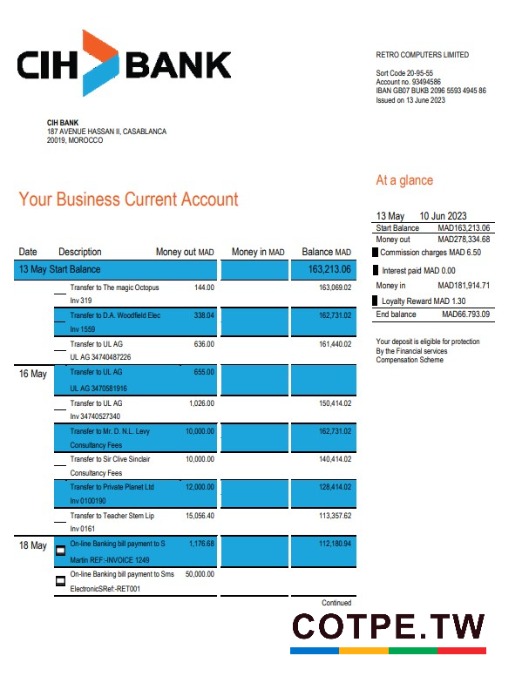 CIH BANK
RETRO COMPUTERS LIMITED
Sort Code 20-95-55
Account no. 93494586
IBAN GB07 BUKB 2096 5593 4945 86
Issued on 13 June 2023
CIH BANK
187 AVENUE HASSAN II, CASABLANCA
20019, MOROCCO
At a glance
Your Business Current Account
13 May 10 Jun 2023
Start Balance MAD163,213.06
Money out MAD278,334.68
Commission charges MAD 6.50
Interest paid MAD 0.00
Money in MAD181,914.71
Loyalty Reward MAD 1.30
End balance MAD66.793.09
Your deposit is eligible for protection
By the Financial services
Compensation Scheme
Date Description Money out MAD Money in MAD Balance MAD
13 May Start Balance 163,213.06
Transfer to The magic Octopus 144.00 163,069.02
Inv 319
Transfer to D.A. Woodfield Elec 338.04 162,731.02
Inv 1559
Transfer to UL AG 636.00 161,440.02
UL AG 34740487226
16 May Transfer to UL AG 655.00
UL AG 3470581916
Transfer to UL AG 1,026.00 150,414.02
Inv 34740527340
Transfer to Mr. D. N.L. Levy 10,000.00 162,731.02
Consultancy Fees
Transfer to Sir Clive Sinclair 10,000.00 140,414.02
Consultancy Fees
Transfer to Private Planet Ltd 12,000.00 128,414.02
Inv 0100190
Transfer to Teacher Stem Lip 15,056.40 113,357.62
Inv 0161
18 May On-line Banking bill payment to S 1,176.68 112,180.94
Martin REF:-INVOICE 1249
On-line Banking bill payment to Sms 50,000.00
ElectronicSRef:-RET001
Continued
COTPE.TW